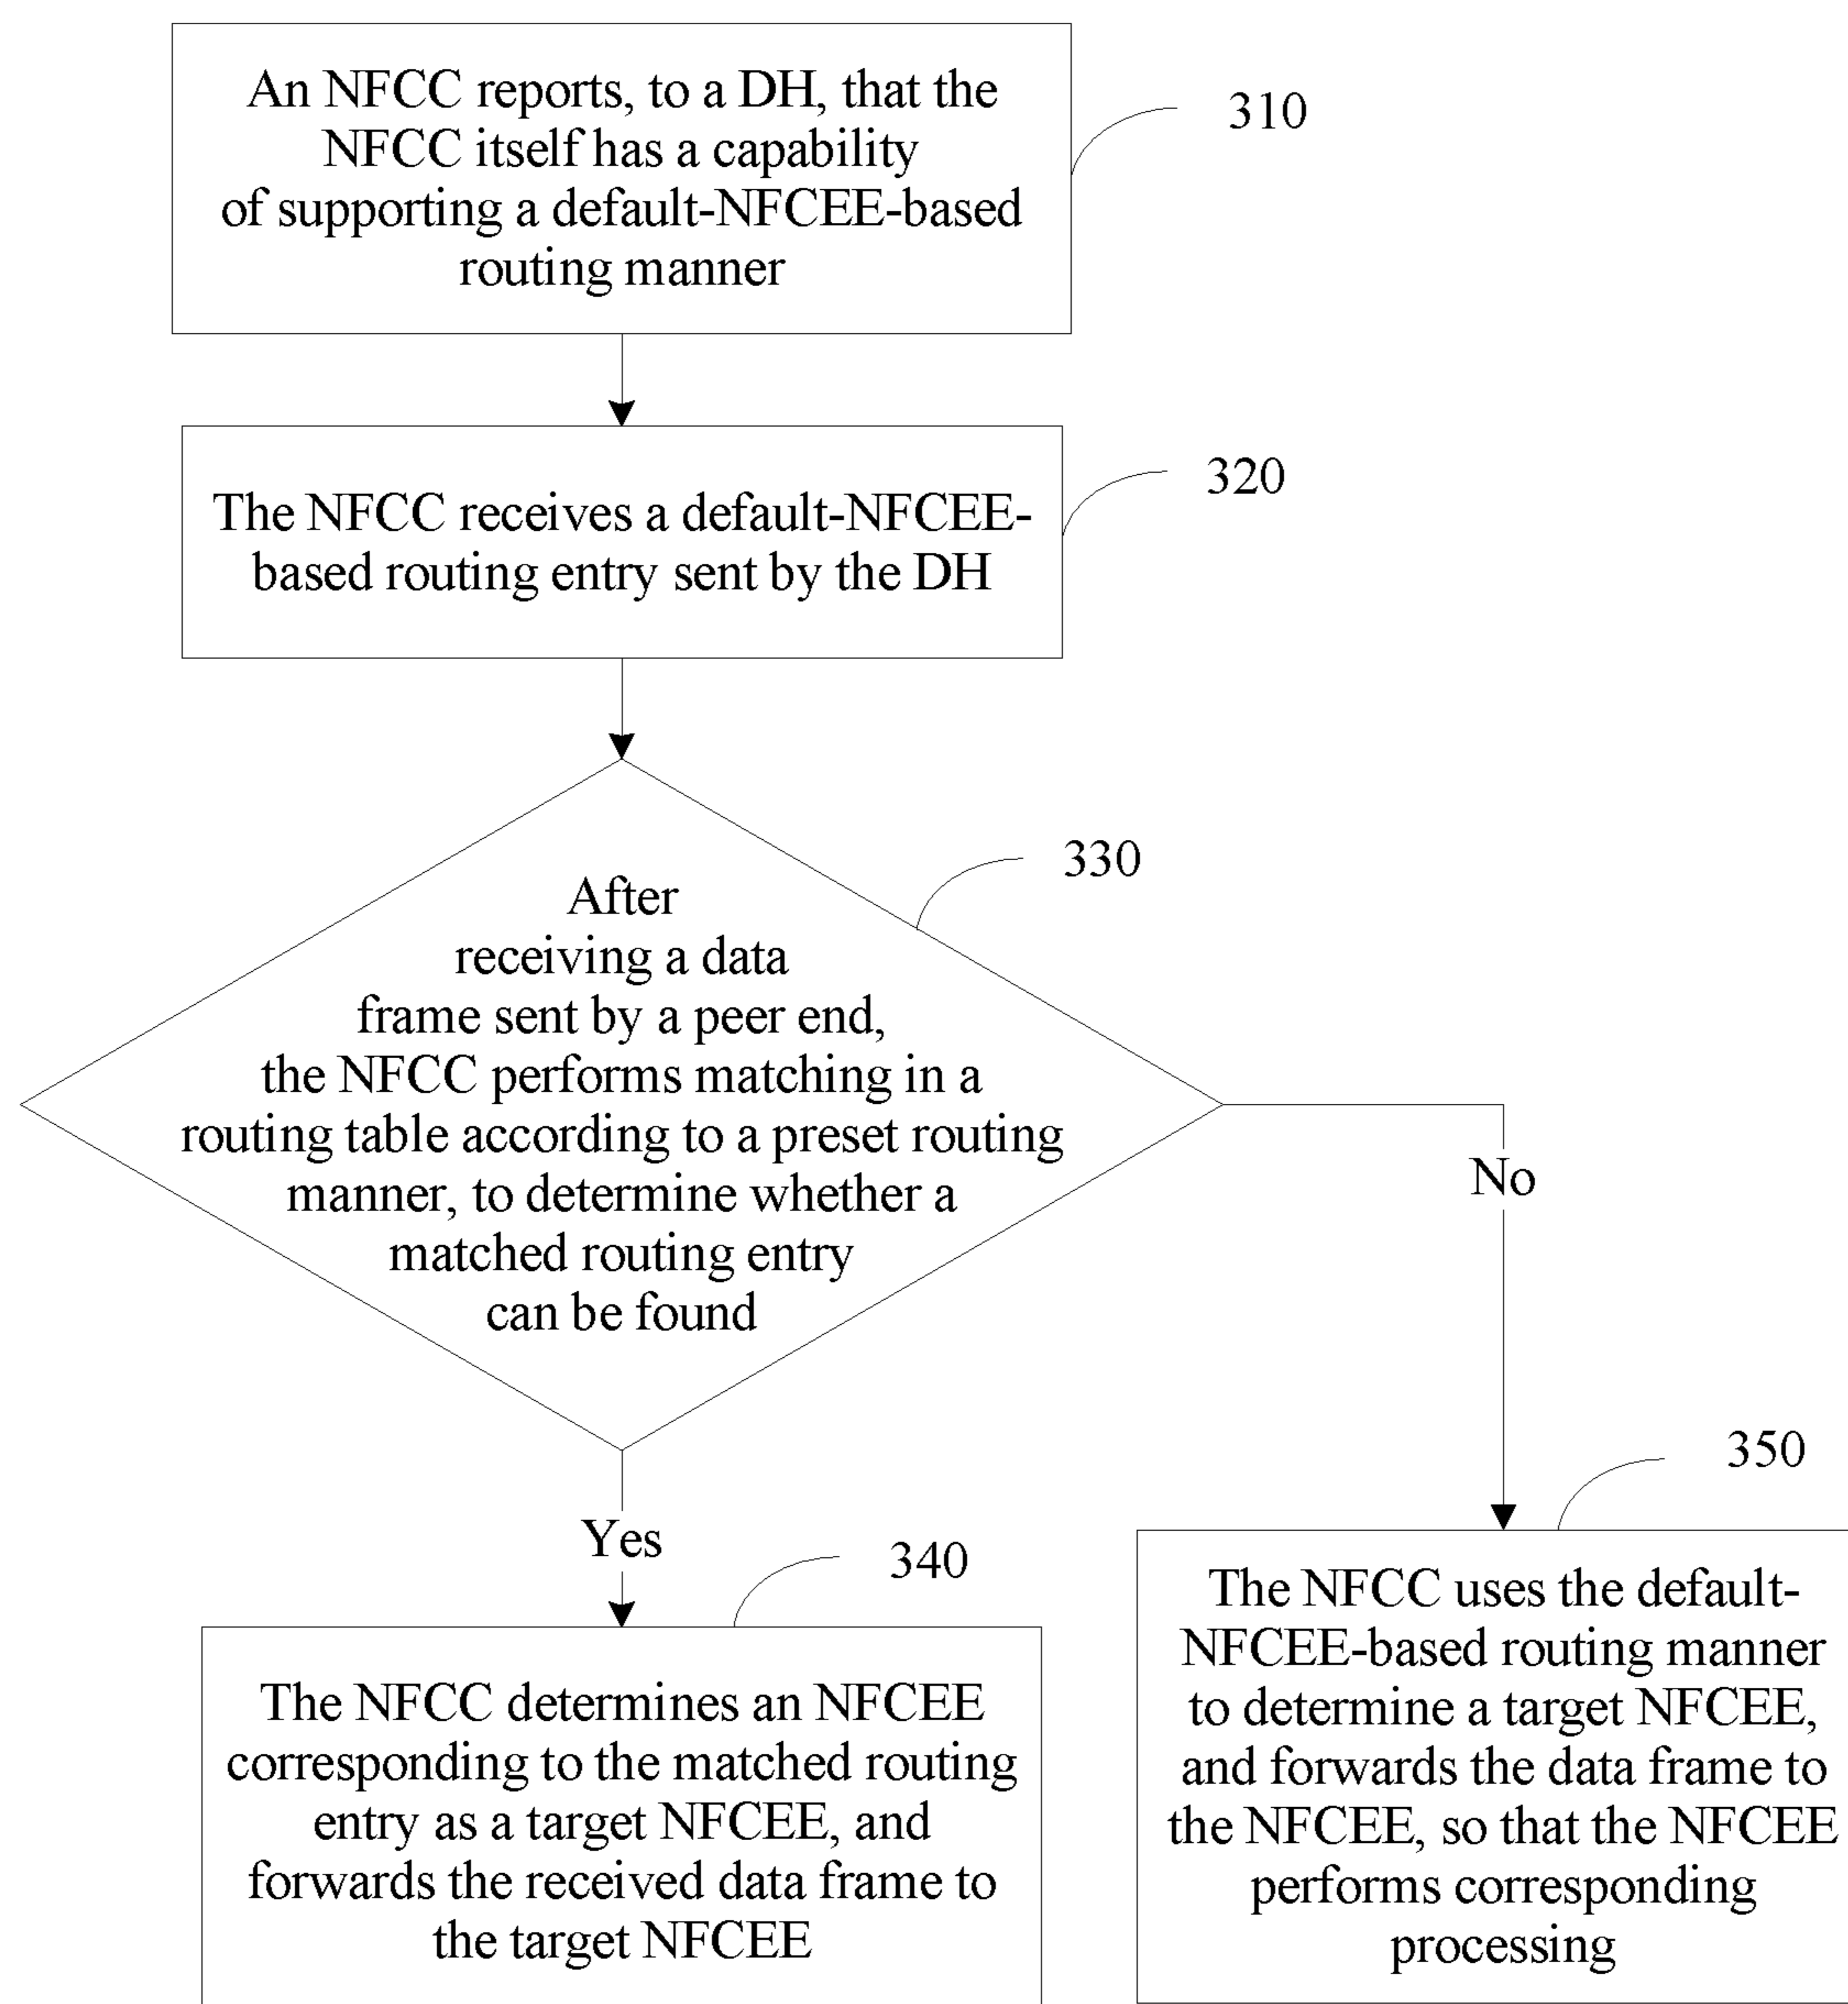 An NFCC reports, to a DH, that the
NFCC itself has a capability
of supporting a default-NFCEE-based
routing manner
310
The NFCC receives a default-NFCEE-
based routing entry sent by the DH
320
After
receiving a data
frame sent by a peer end,
the NFCC performs matching in a
routing table according to a preset routing
manner, to determine whether a
matched routing entry
can be found
330
No
Yes
340
The NFCC determines an NFCEE
corresponding to the matched routing
entry as a target NFCEE, and
forwards the received data frame to
the target NFCEE
350
The NFCC uses the default-
NFCEE-based routing manner
to determine a target NFCEE,
and forwards the data frame to
the NFCEE, so that the NFCEE
performs corresponding
processing